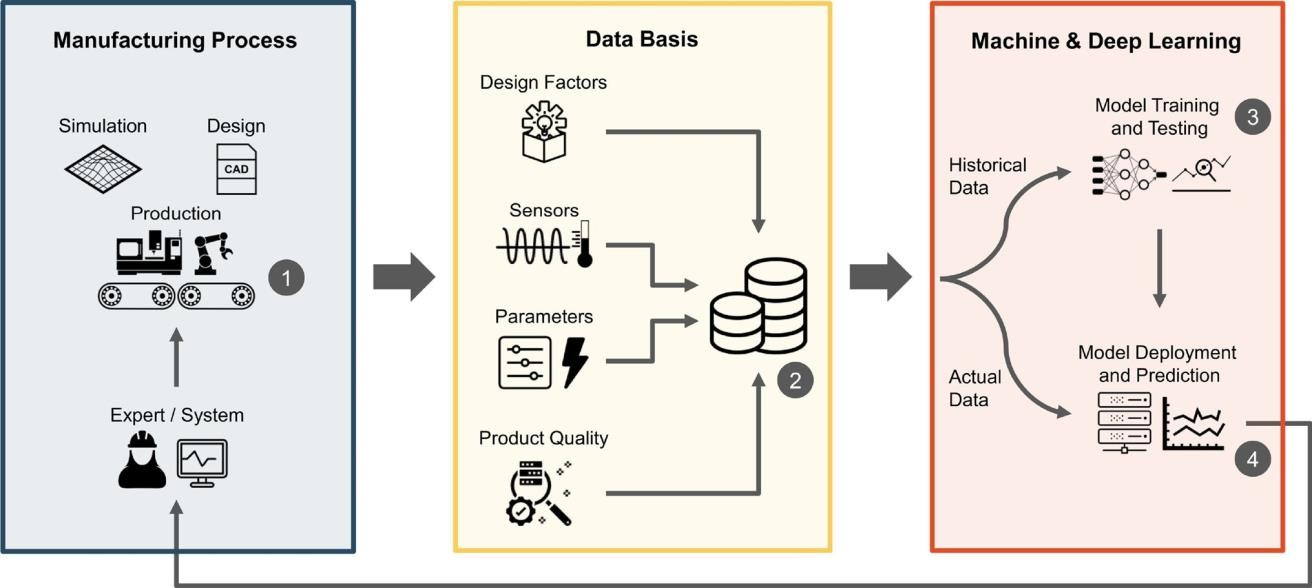 Manufacturing Process
Simulation
Design
CAD
Production
1
Expert / System
Data Basis
Design Factors
Sensors
Parameters
2
Product Quality
Machine & Deep Learning
Model Training
and Testing
3
Historical
Data
Model Deployment
and Prediction
Actual
Data
4